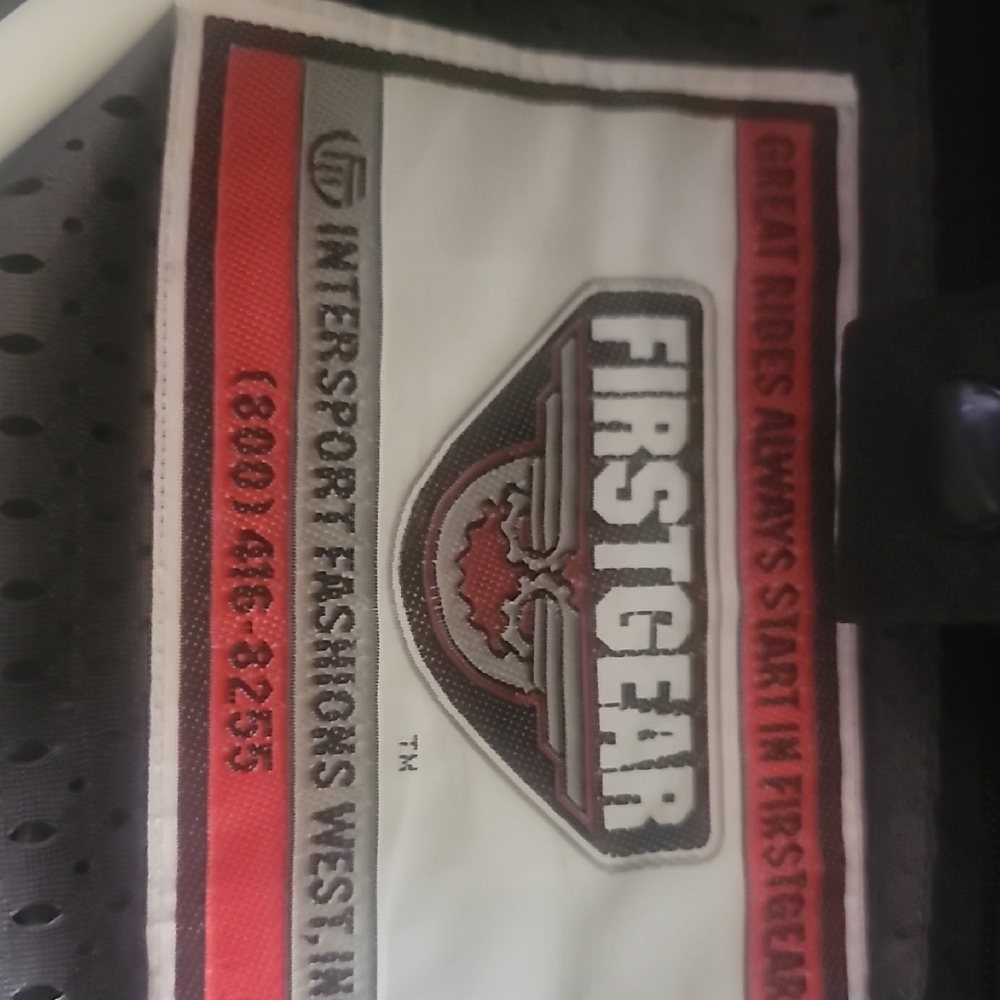 GREAT RIDES ALWAYS START IN FIRSTGEAR
FIRSTGEAR
TM
INTERSPORT FASHIONS WEST, IN
(800) 416-8255